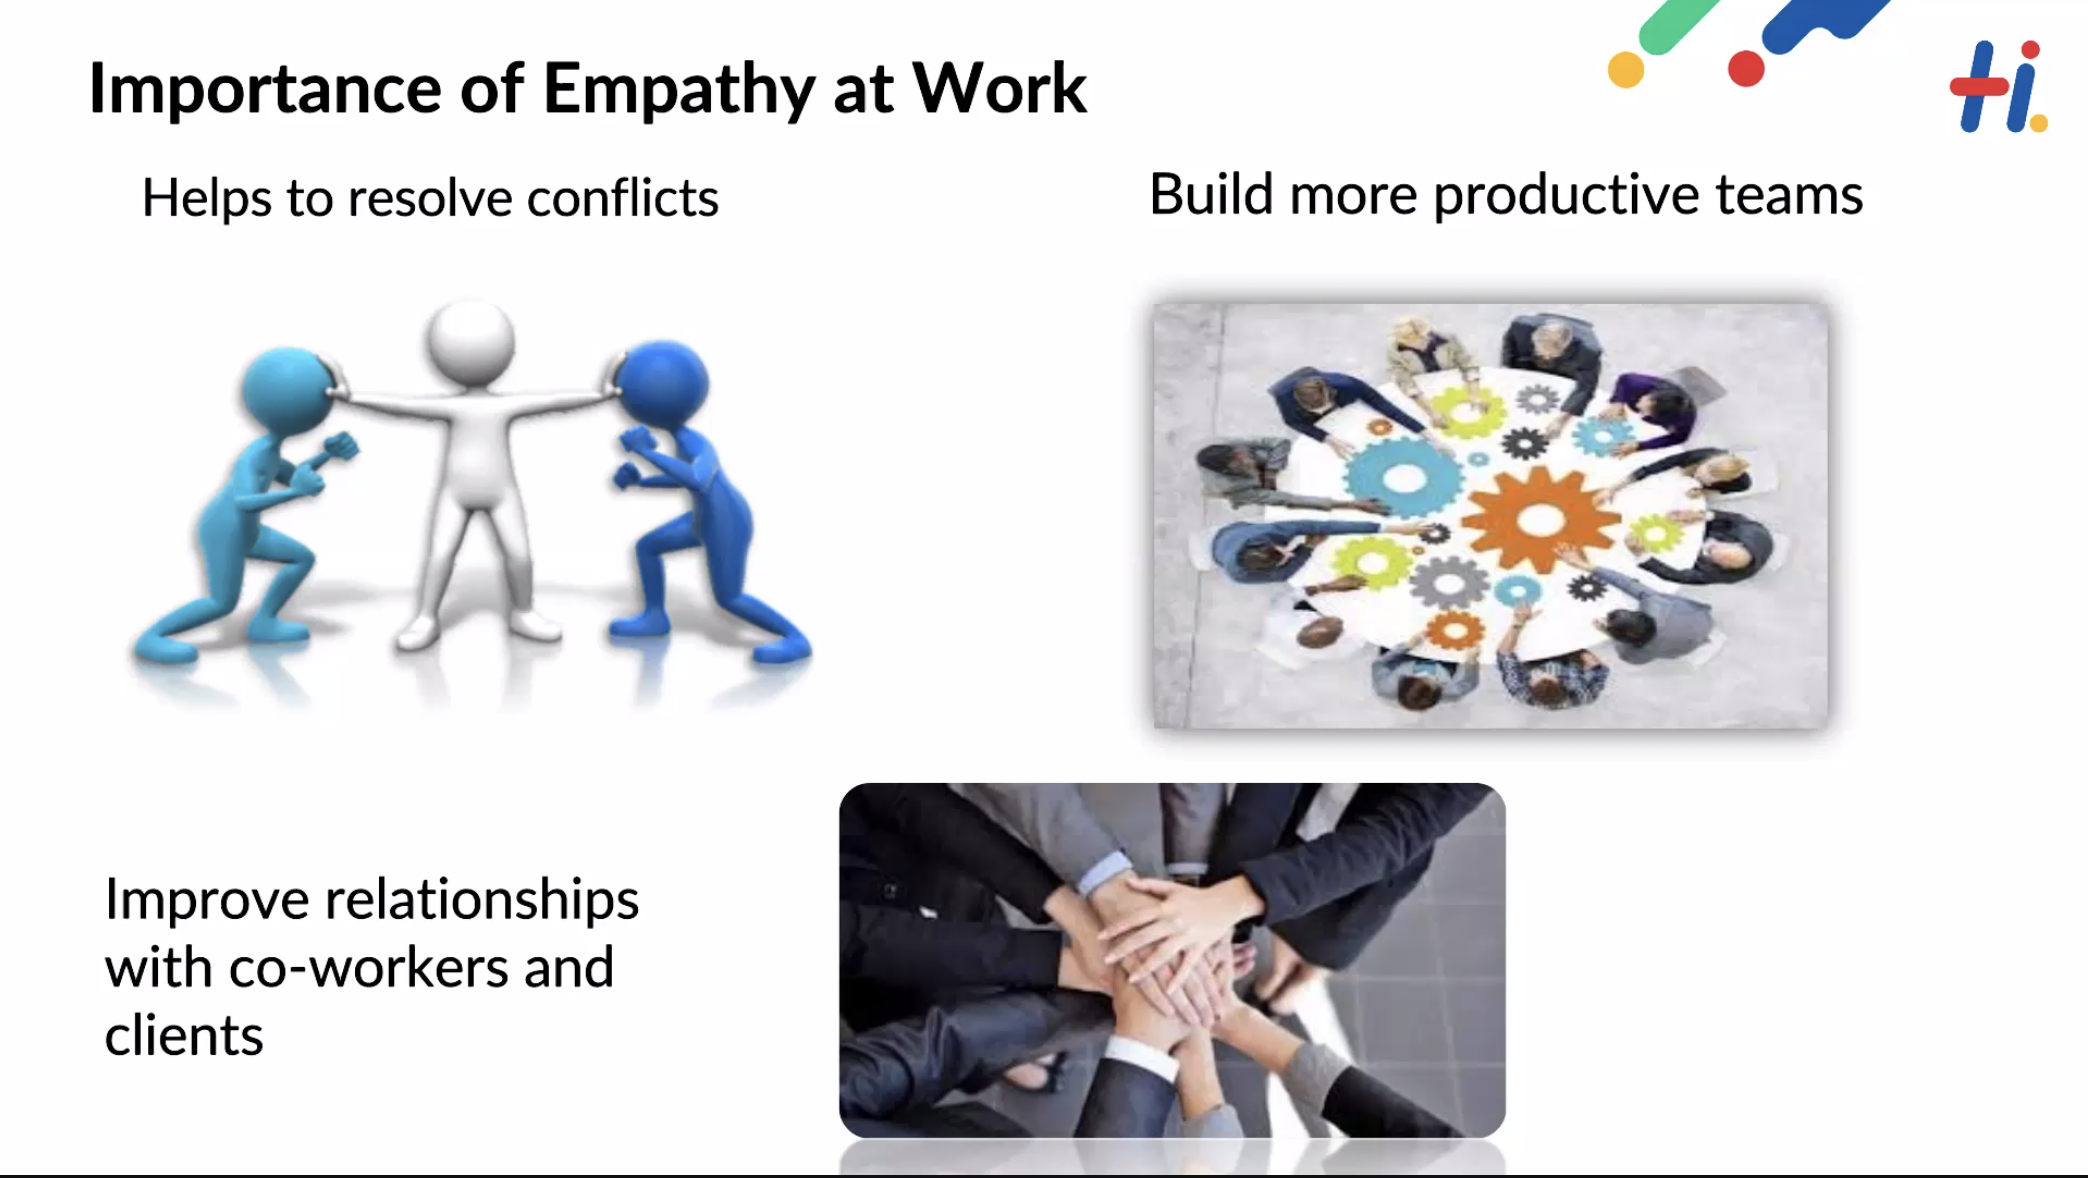 Importance of Empathy at Work
Hi.
Helps to resolve conflicts
Build more productive teams
Improve relationships
with co-workers and
clients